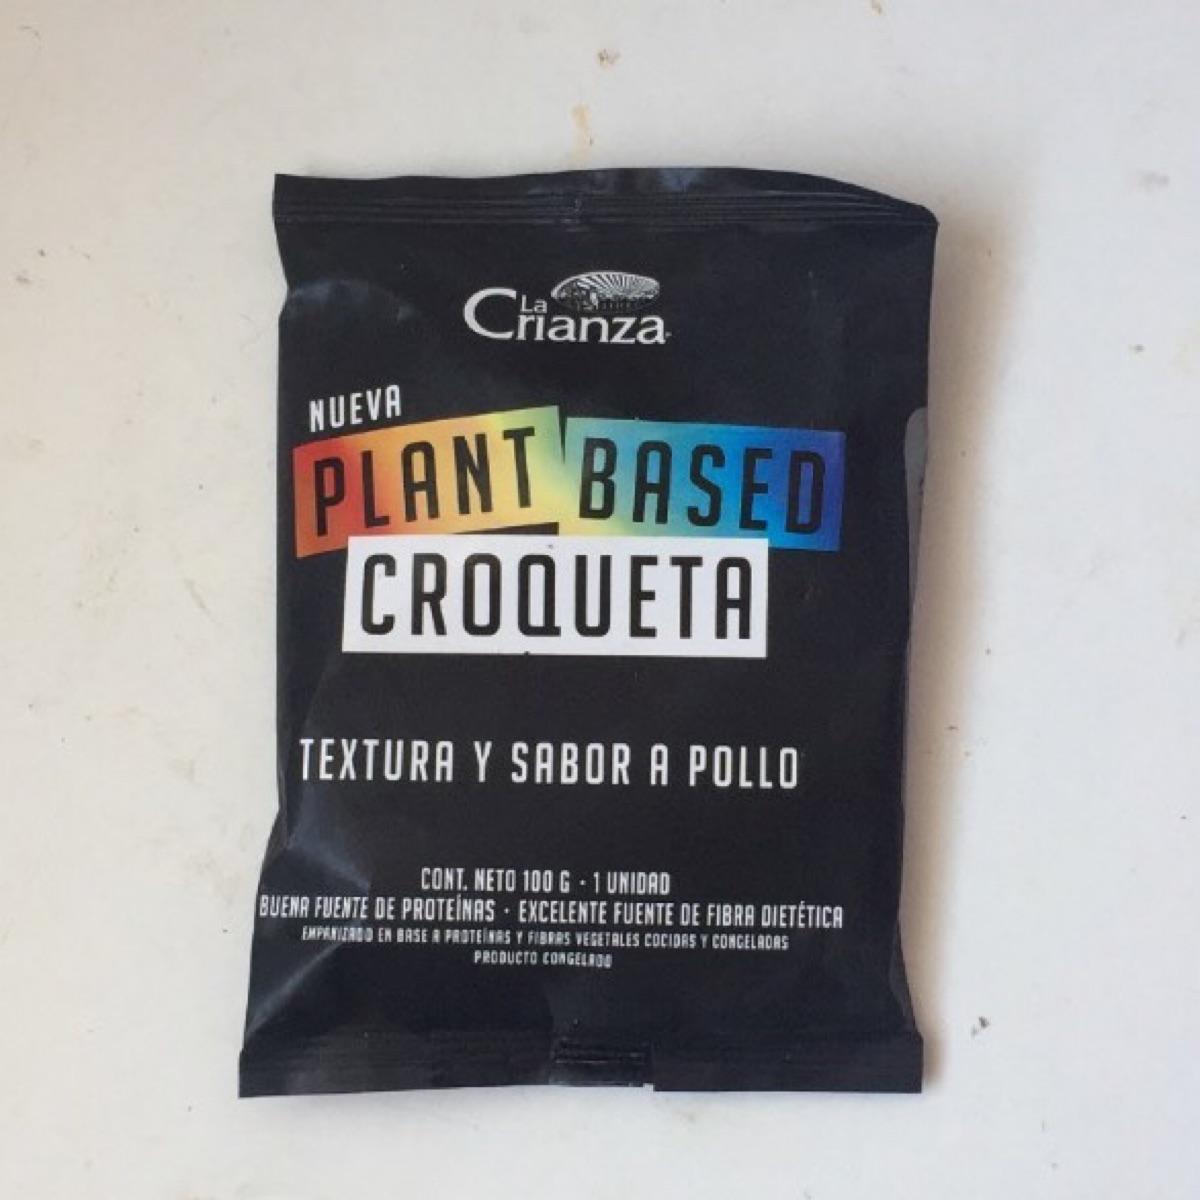 La
Crianza
NUEVA
PLANT BASED
CROQUETA
TEXTURA Y SABOR A POLLO
CONT. NETO 100 G · 1 UNIDAD
BUENA FUENTE DE PROTEÍNAS · EXCELENTE FUENTE DE FIBRA DIETÉTICA
EMPANIZADO EN BASE A PROTEÍNAS Y FIBRAS VEGETALES COCIDAS Y CONGELADAS
PRODUCTO CONGELADO